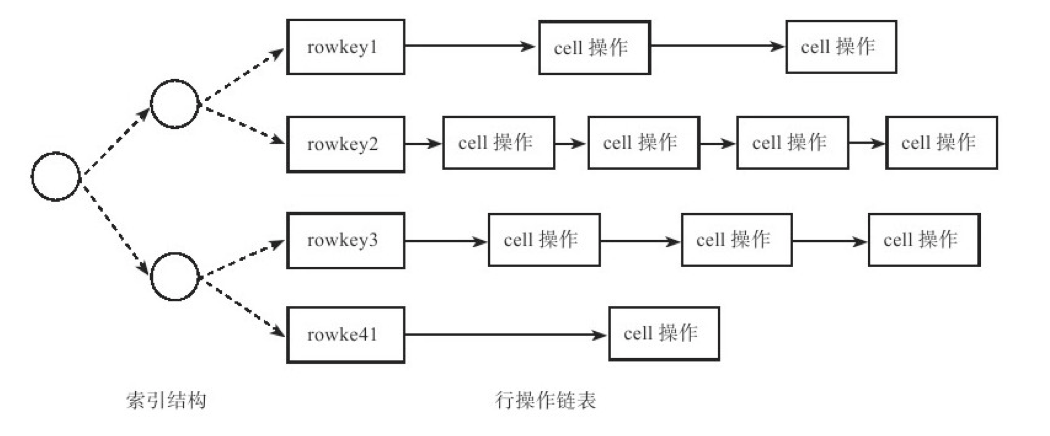 rowkey1 cell 操作 cell 操作
rowkey2 cell 操作 cell 操作 cell 操作 cell 操作
rowkey3 cell 操作 cell 操作 cell 操作
rowke41 cell 操作
索引结构 行操作链表